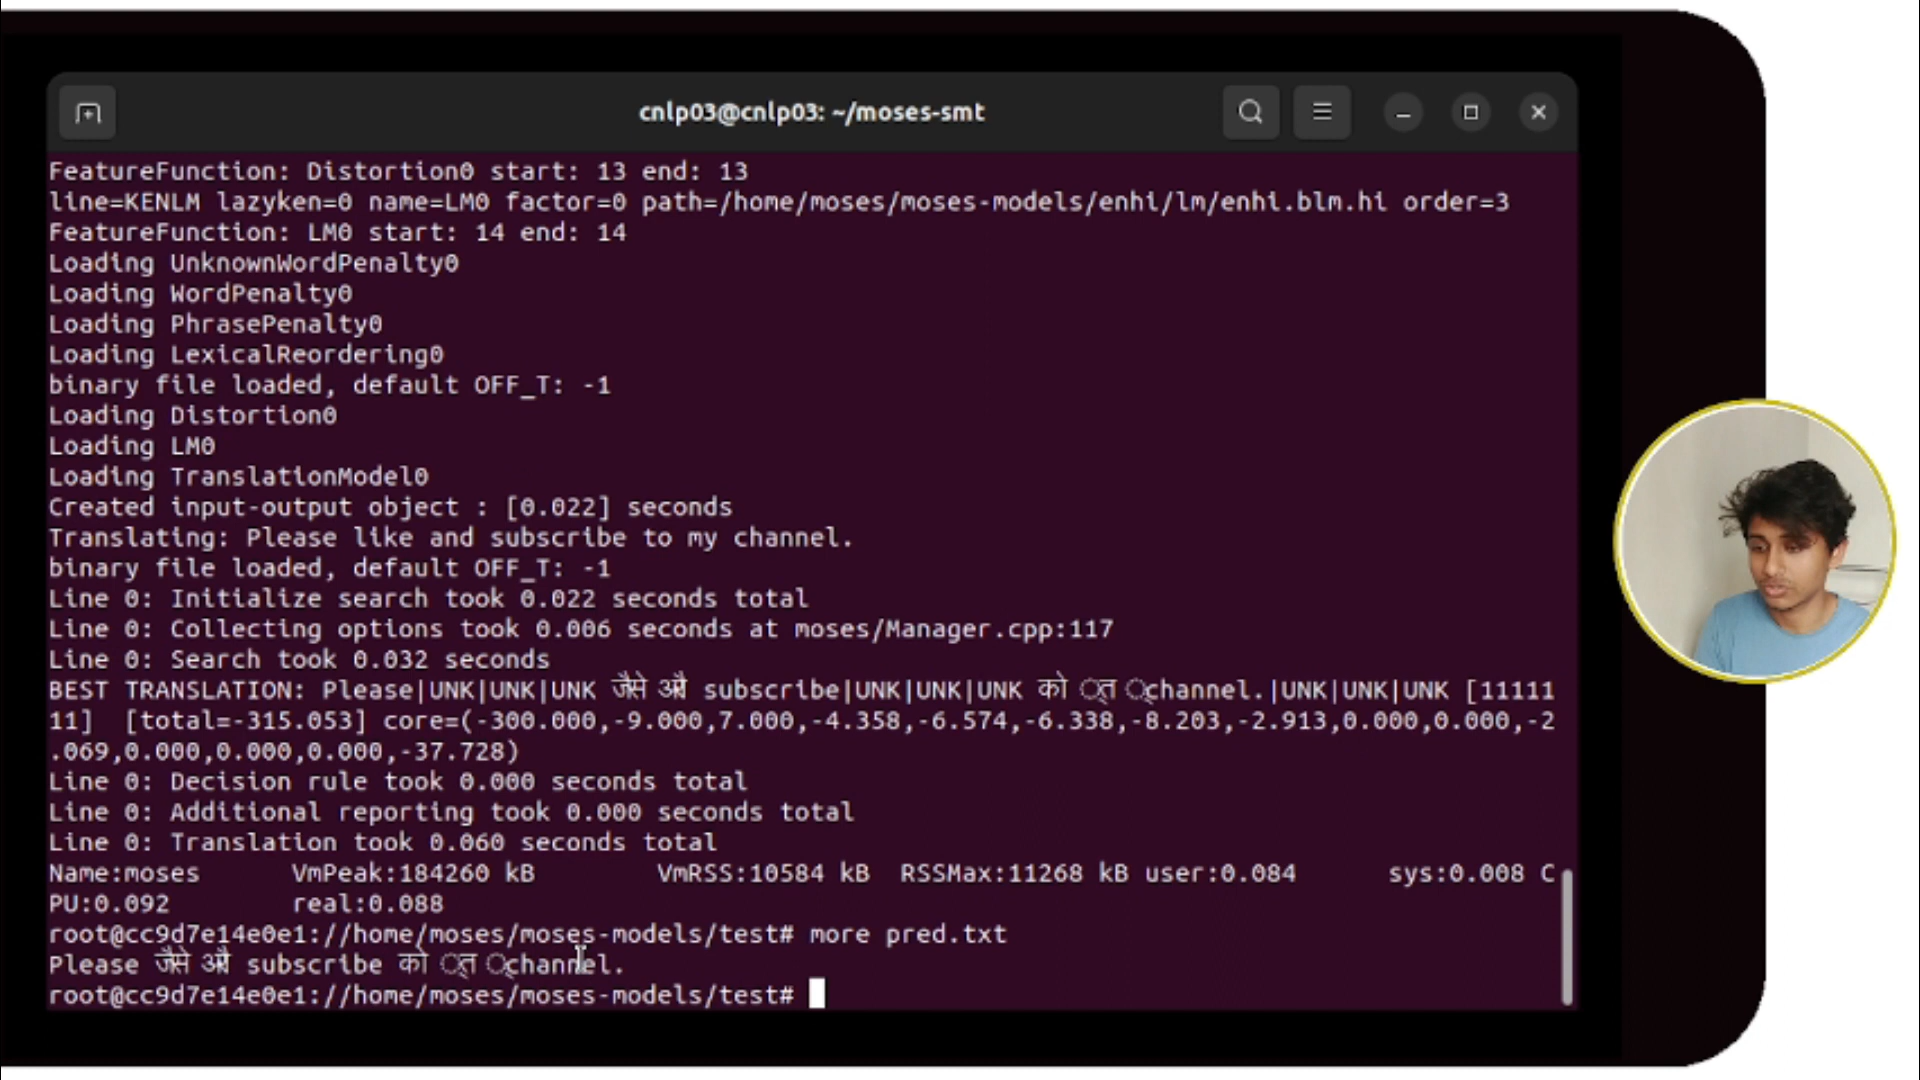 cnlp03@cnlp03: ~/moses-smt
FeatureFunction: Distortion0 start: 13 end: 13
line=KENLM lazyken=0 name=LM0 factor=0 path=/home/moses/moses-models/enhi/lm/enhi.blm.hi order=3
FeatureFunction: LM0 start: 14 end: 14
Loading UnknownWordPenalty0
Loading WordPenalty0
Loading PhrasePenalty0
Loading LexicalReordering0
binary file loaded, default OFF_T: -1
Loading Distortion0
Loading LM0
Loading TranslationModel0
Created input-output object : [0.022] seconds
Translating: Please like and subscribe to my channel.
binary file loaded, default OFF_T: -1
Line 0: Initialize search took 0.022 seconds total
Line 0: Collecting options took 0.006 seconds at moses/Manager.cpp:117
Line 0: Search took 0.032 seconds
BEST TRANSLATION: Please|UNK|UNK|UNK जैसे subscribe|UNK|UNK|UNK को channel.|UNK|UNK|UNK [11111
11]  [total=-315.053] core=(-300.000,-9.000,7.000,-4.358,-6.574,-6.338,-8.203,-2.913,0.000,0.000,-2
.069,0.000,0.000,0.000,-37.728)
Line 0: Decision rule took 0.000 seconds total
Line 0: Additional reporting took 0.000 seconds total
Line 0: Translation took 0.060 seconds total
Name:moses VmPeak:184260 kB VmRSS:10584 kB RSSMax:11268 kB user:0.084 sys:0.008 C
PU:0.092 real:0.088
root@cc9d7e14e0e1://home/moses/moses-models/test# more pred.txt
Please जैसे subscribe को channel.
root@cc9d7e14e0e1://home/moses/moses-models/test#